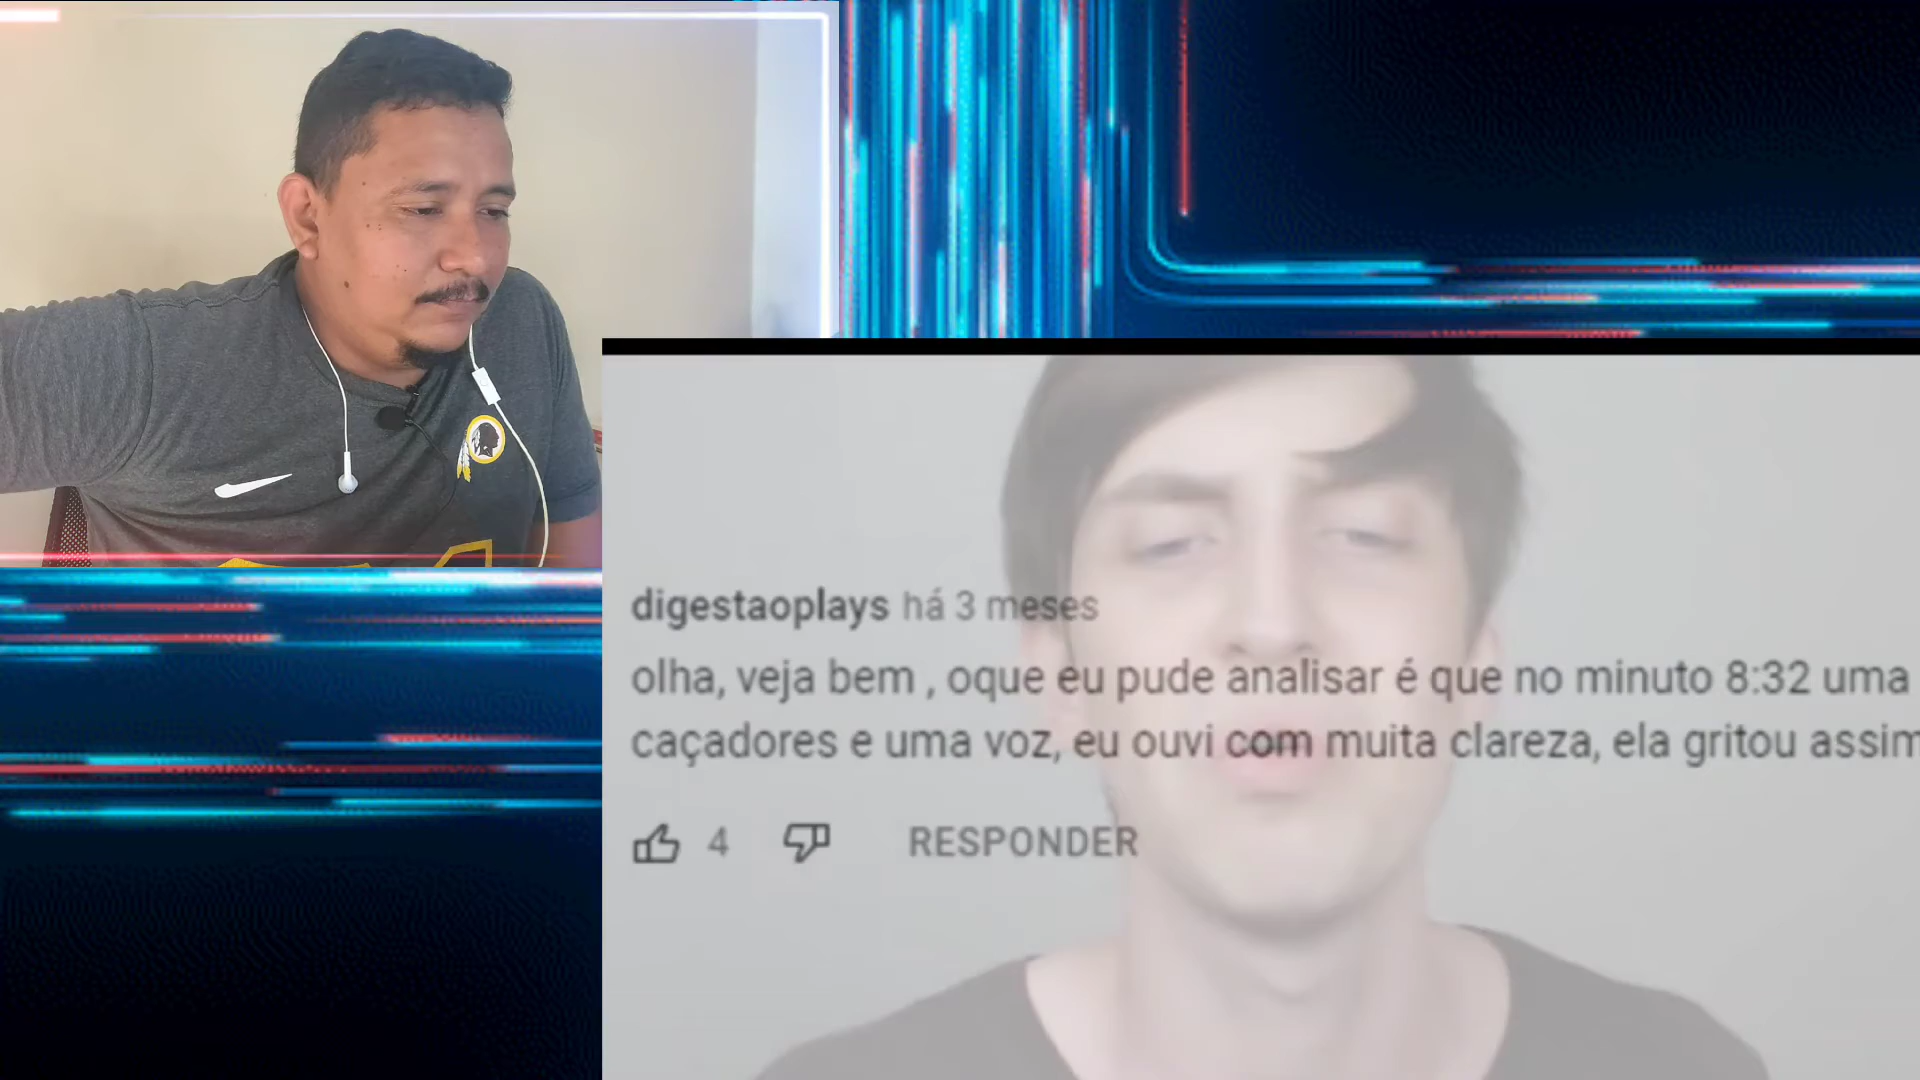 digestaoplays há 3 meses
olha, veja bem , oque eu pude analisar é que no minuto 8:32 uma
caçadores e uma voz, eu ouvi com muita clareza, ela gritou assim
4 RESPONDER